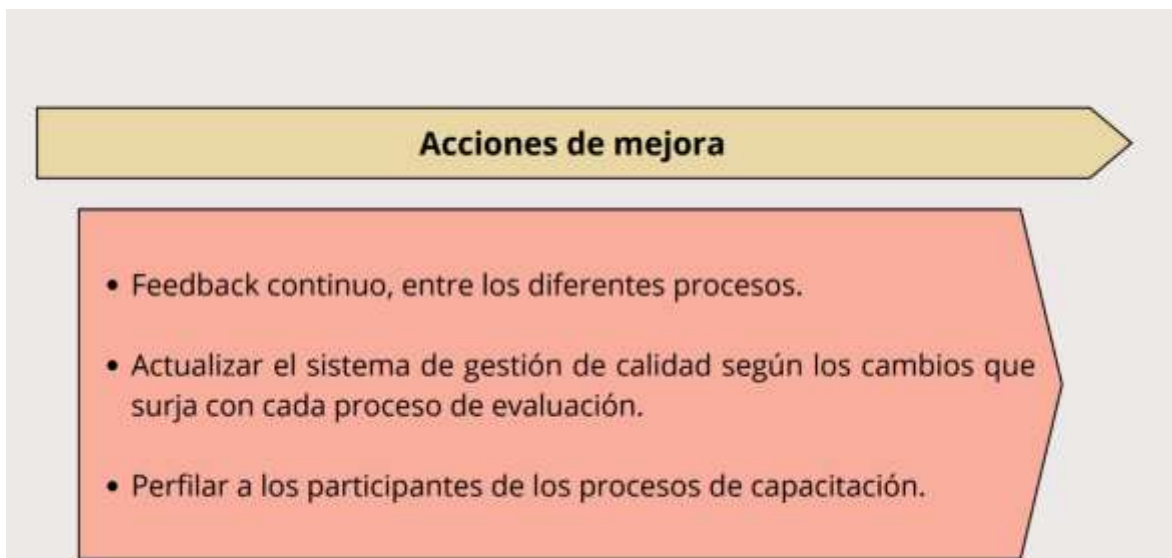 Acciones de mejora
• Feedback continuo, entre los diferentes procesos.
• Actualizar el sistema de gestión de calidad según los cambios que
surja con cada proceso de evaluación.
• Perfilar a los participantes de los procesos de capacitación.